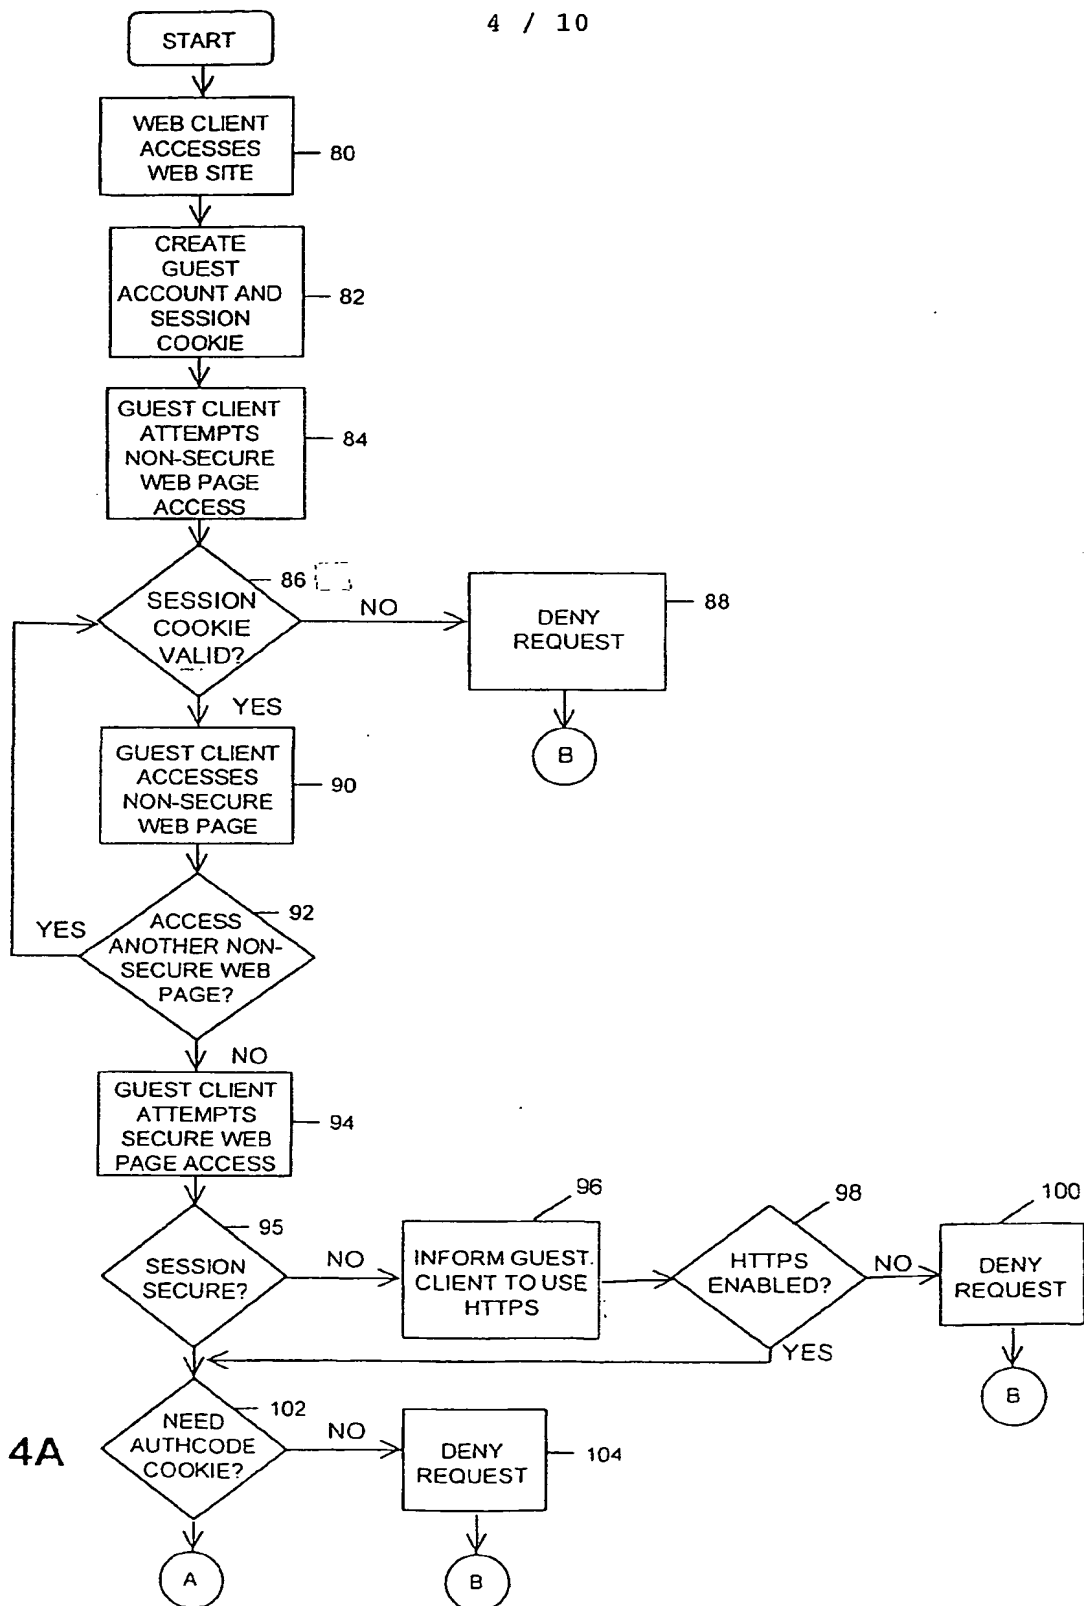 4 / 10
START
WEB CLIENT
ACCESSES
WEB SITE
80
CREATE
GUEST
ACCOUNT AND
SESSION
COOKIE
82
GUEST CLIENT
ATTEMPTS
NON-SECURE
WEB PAGE
ACCESS
84
SESSION
COOKIE
VALID?
86
NO
DENY
REQUEST
88
B
YES
GUEST CLIENT
ACCESSES
NON-SECURE
WEB PAGE
90
ACCESS
ANOTHER NON-
SECURE WEB
PAGE?
92
YES
NO
GUEST CLIENT
ATTEMPTS
SECURE WEB
PAGE ACCESS
94
SESSION
SECURE?
95
NO
INFORM GUEST
CLIENT TO USE
HTTPS
96
HTTPS
ENABLED?
98
NO
DENY
REQUEST
100
B
YES
NEED
AUTHCODE
COOKIE?
102
NO
DENY
REQUEST
104
B
A
4A